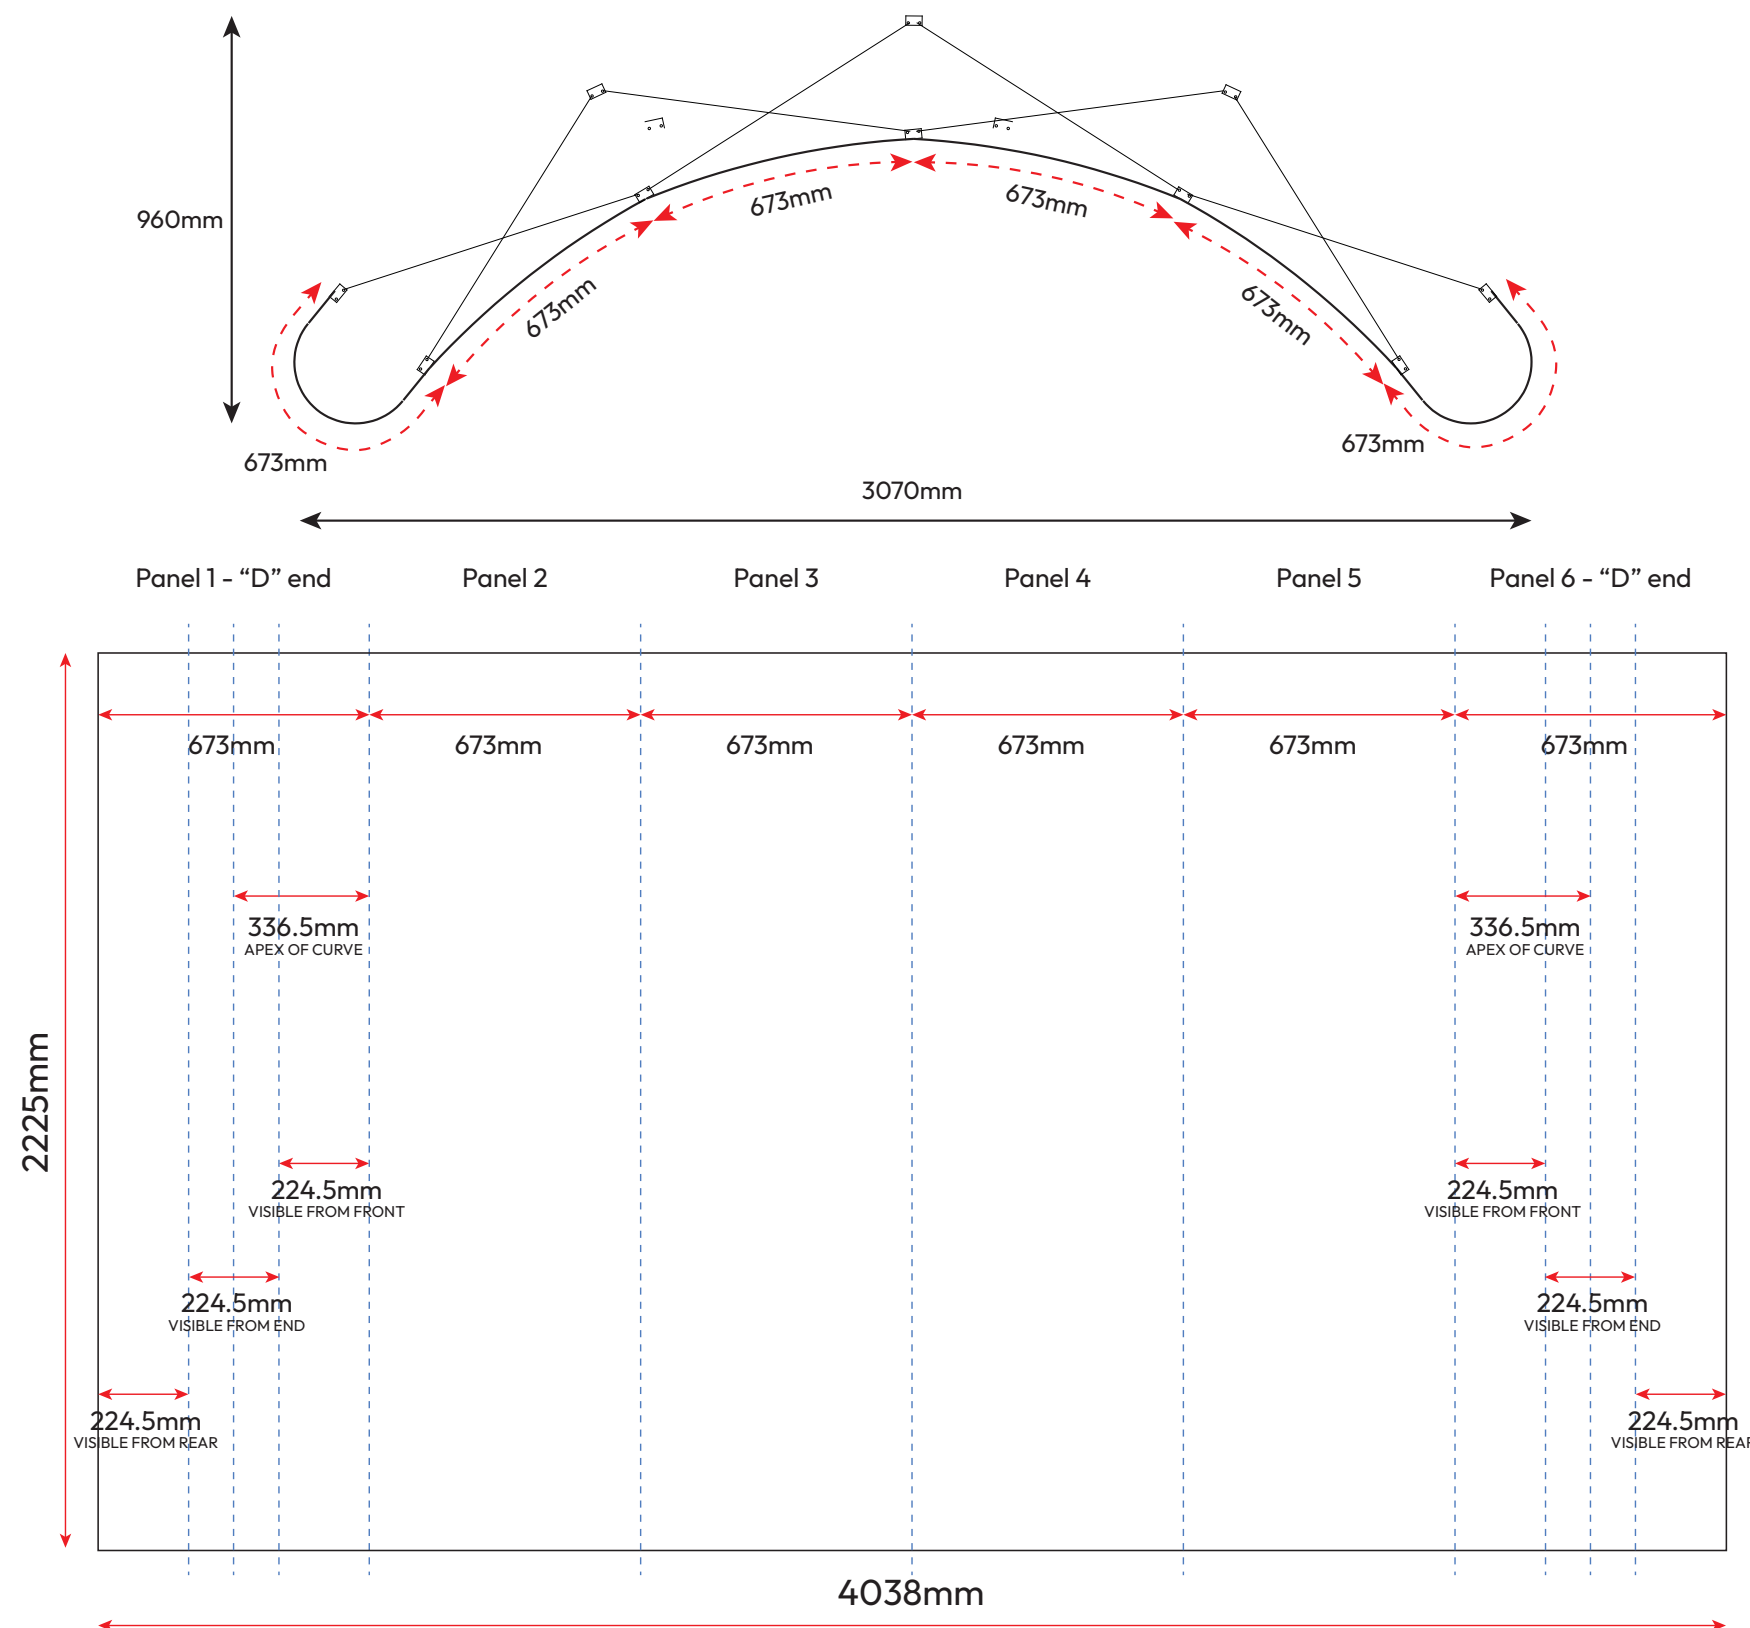 960mm
673mm
673mm
673mm
673mm
673mm
673mm
3070mm
Panel 1 - “D” end
Panel 2
Panel 3
Panel 4
Panel 5
Panel 6 - “D” end
673mm
673mm
673mm
673mm
673mm
673mm
336.5mm
APEX OF CURVE
336.5mm
APEX OF CURVE
2225mm
224.5mm
VISIBLE FROM FRONT
224.5mm
VISIBLE FROM FRONT
224.5mm
VISIBLE FROM END
224.5mm
VISIBLE FROM END
224.5mm
VISIBLE FROM REAR
224.5mm
VISIBLE FROM REAR
4038mm